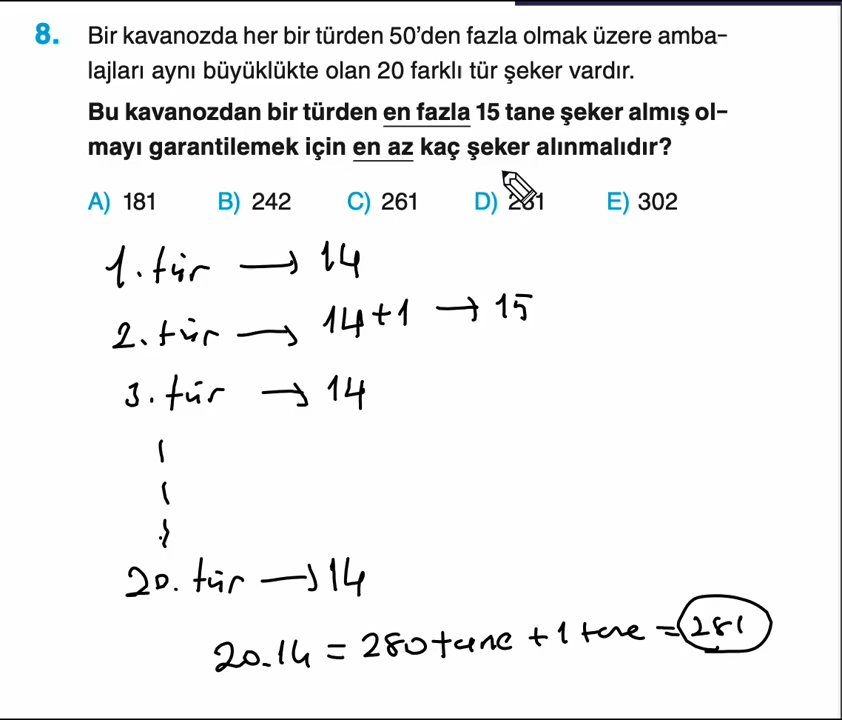 8. Bir kavanozda her bir türden 50'den fazla olmak üzere amba-
lajları aynı büyüklükte olan 20 farklı tür şeker vardır.
Bu kavanozdan bir türden en fazla 15 tane şeker almış ol-
mayı garantilemek için en az kaç şeker alınmalıdır?
A) 181 B) 242 C) 261 D) 281 E) 302
1. tür → 14
2. tür → 14+1 → 15
3. tür → 14
20. tür → 14
20.14 = 280 tane + 1 tane = 281